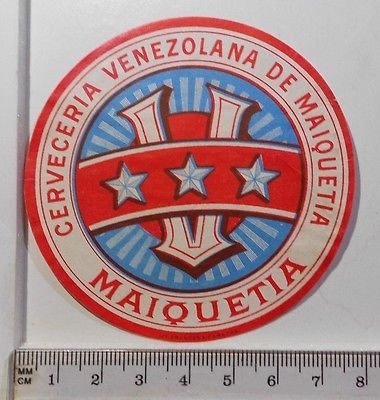 CERVECERIA VENEZOLANA DE MAIQUETIA
V
MAIQUETIA
MM
CM 1 2 3 4 5 6 7 8